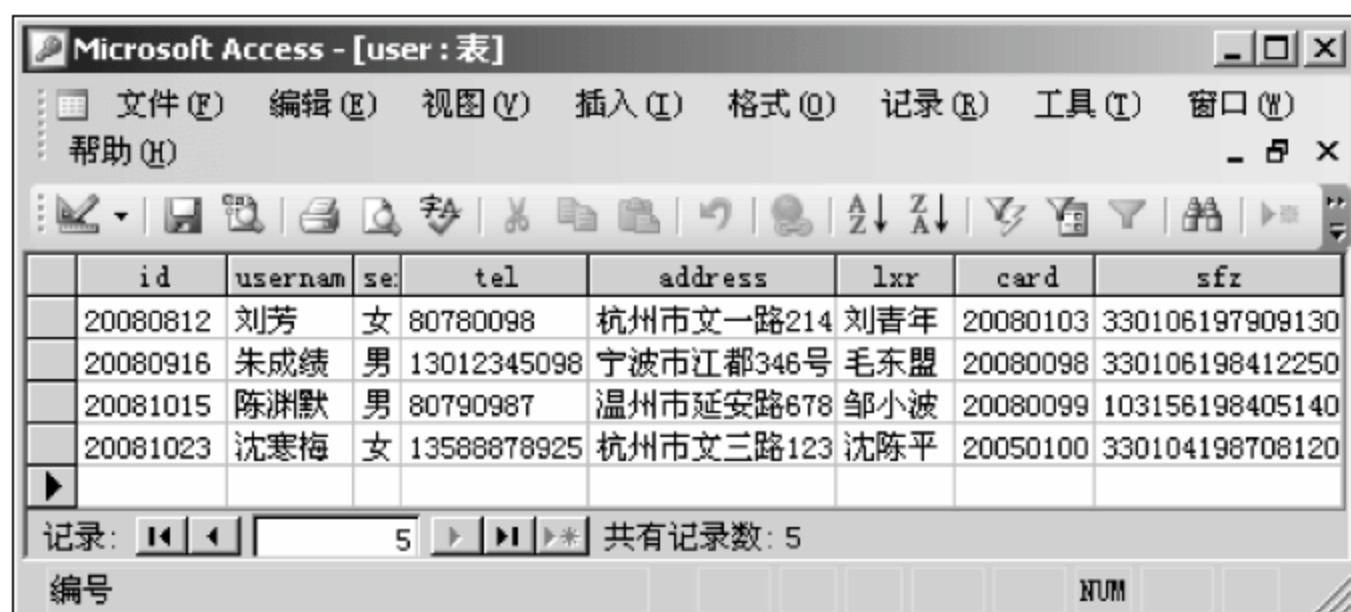 Microsoft Access - [user : 表]
文件(F) 编辑(E) 视图(V) 插入(I) 格式(O) 记录(R) 工具(T) 窗口(W)
帮助(H)
id usernam se tel address lxr card sfz
20080812 刘芳 女 80780098 杭州市文一路214 刘青年 20080103 330106197909130
20080916 朱成绩 男 13012345098 宁波市江都346号 毛东盟 20080098 330106198412250
20081015 陈渊默 男 80790987 温州市延安路678 邹小波 20080099 103156198405140
20081023 沈寒梅 女 13588878925 杭州市文三路123 沈陈平 20050100 330104198708120
记录: 5 共有记录数: 5
编号 NUM